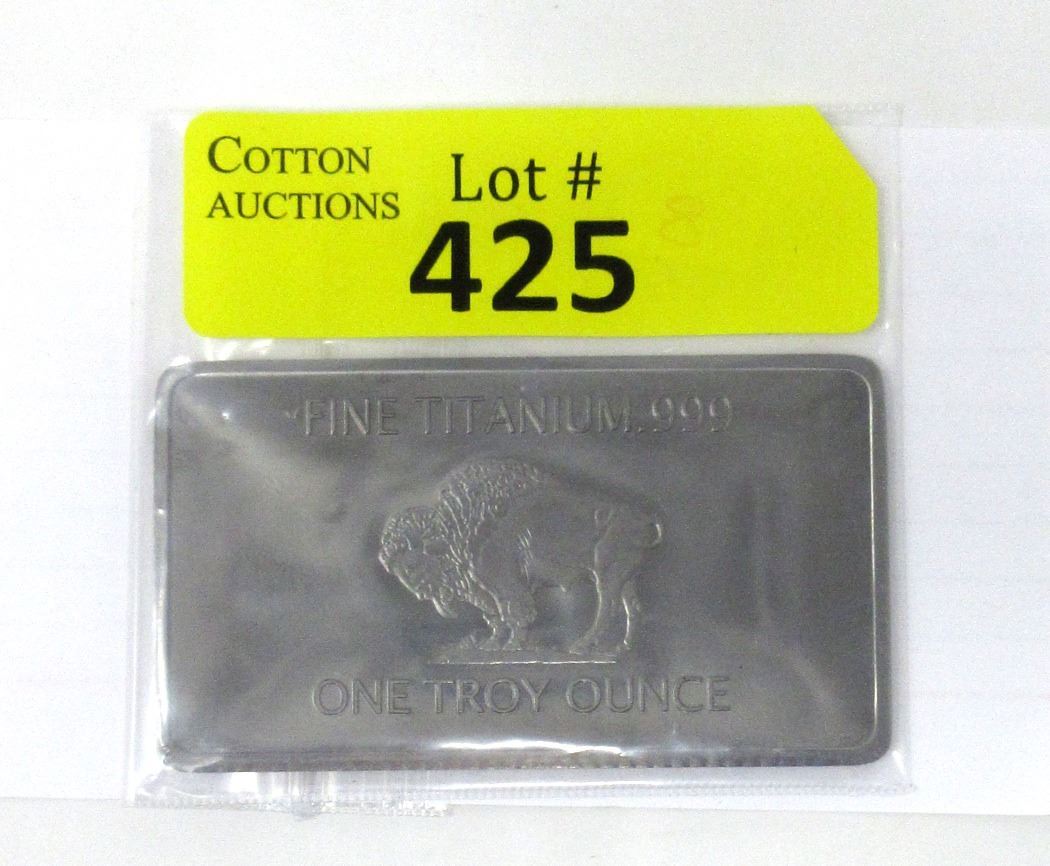 COTTON
AUCTIONS
Lot #
425
FINE TITANIUM.999
ONE TROY OUNCE